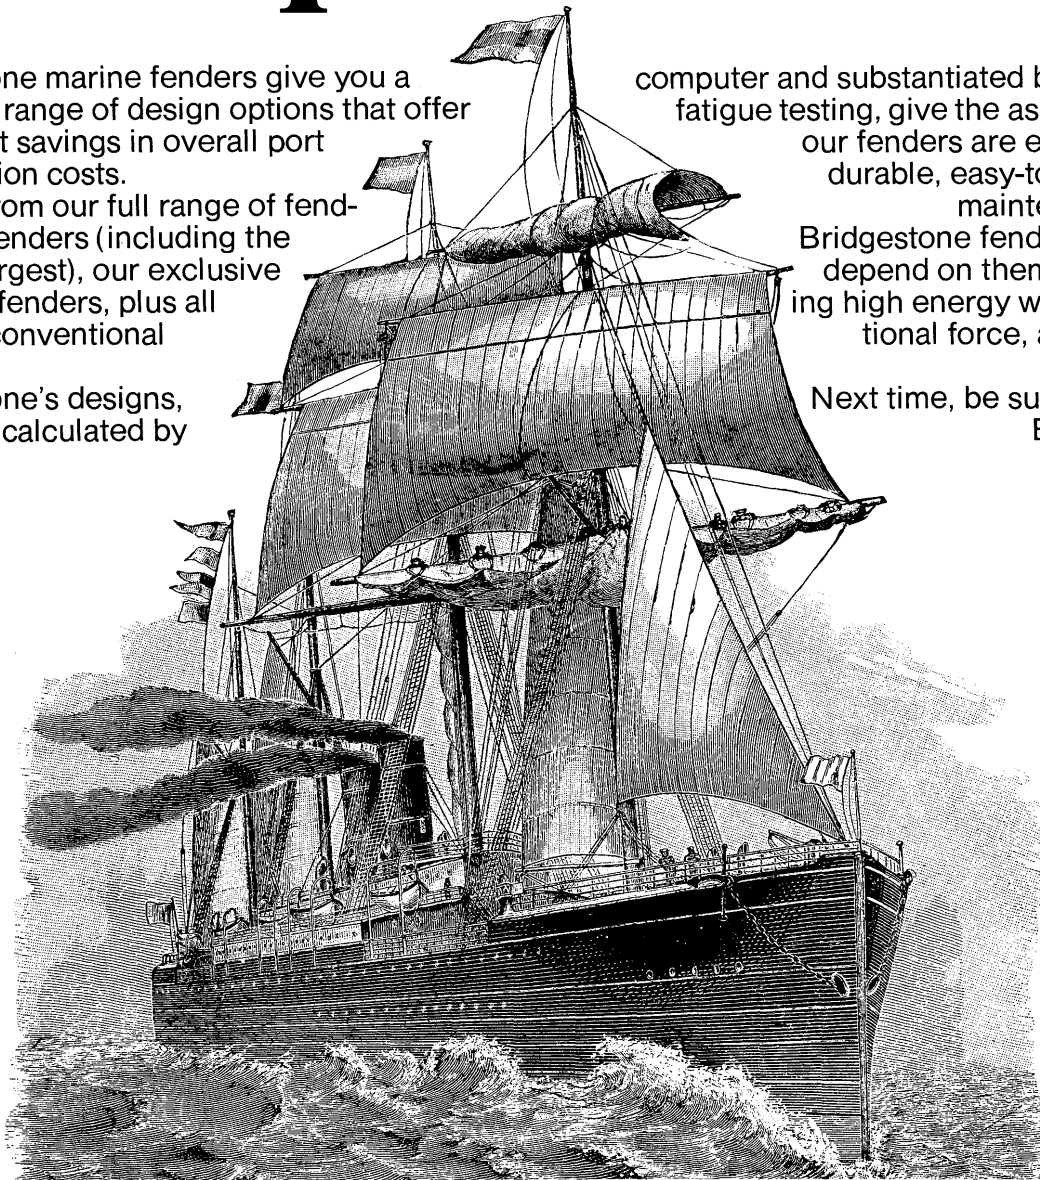 one marine fenders give you a
range of design options that offer
t savings in overall port
ion costs.
rom our full range of fend-
enders (including the
rgest), our exclusive
fenders, plus all
conventional
one's designs,
calculated by
computer and substantiated b
fatigue testing, give the as
our fenders are e
durable, easy-to
mainte
Bridgestone fend
depend on them
ing high energy w
tional force, a
Next time, be su